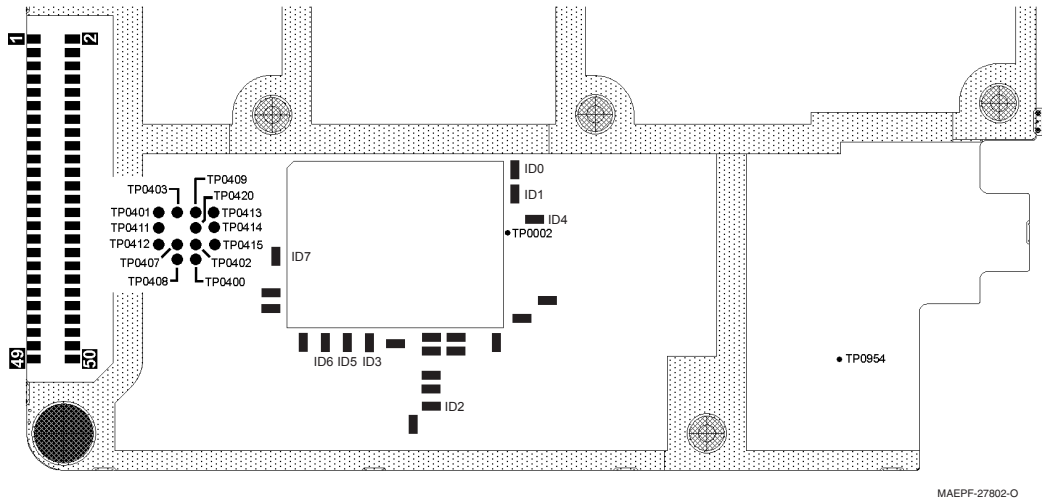 1 2
ID0
TP0409
TP0403 TP0420
ID1
TP0401 TP0413
ID4
TP0411 TP0414
TP0002
TP0412 TP0415
ID7
TP0407 TP0402
TP0408 TP0400
49 50
ID6 ID5 ID3
TP0954
ID2
MAEPF-27802-O